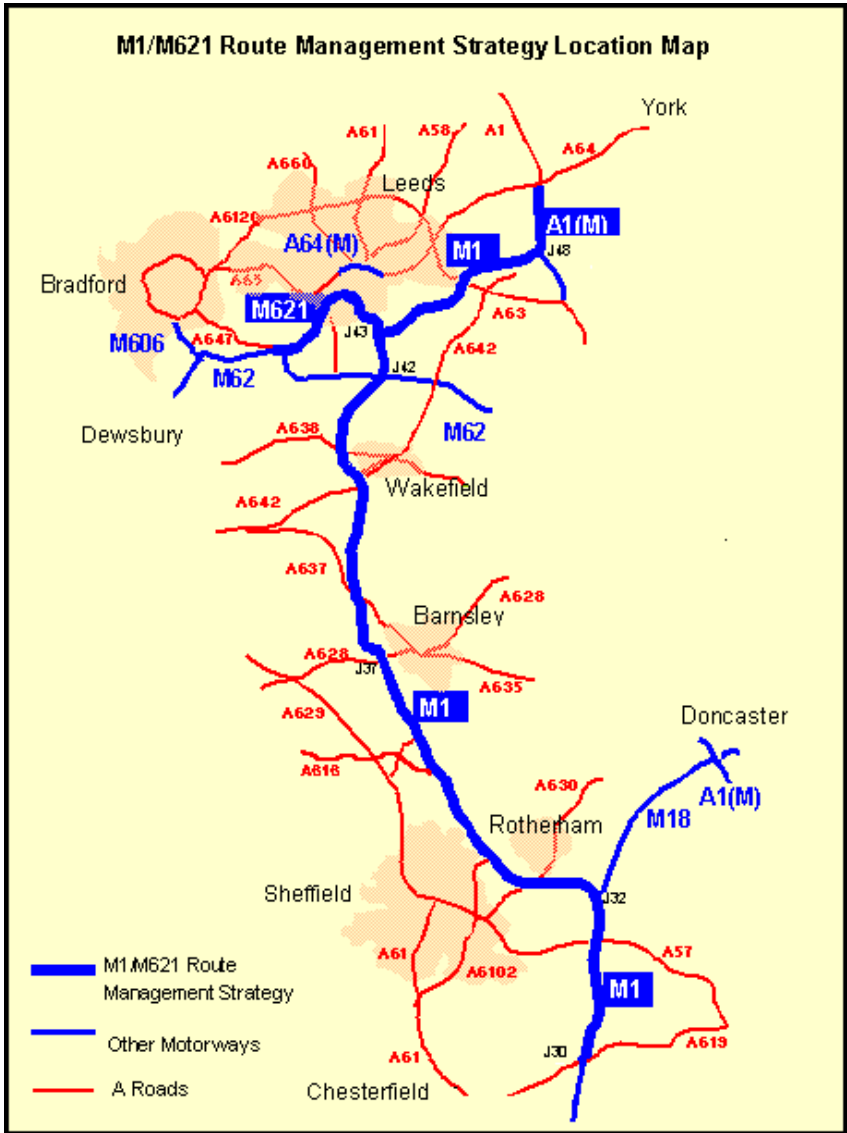 M1/M621 Route Management Strategy Location Map
York
A61
A58
A1
A64
A660
Leeds
A6120
A64(M)
A1(M)
M1
J48
Bradford
A65
M621
A63
M606
A647
J43
A642
M62
J42
Dewsbury
A638
M62
Wakefield
A642
A637
A628
Barnsley
A628
J37
A635
A629
M1
Doncaster
A616
A630
A1(M)
M18
Rotherham
Sheffield
J32
A61
A6102
A57
M1/M621 Route
Management Strategy
M1
Other Motorways
A61
J30
A619
A Roads
Chesterfield